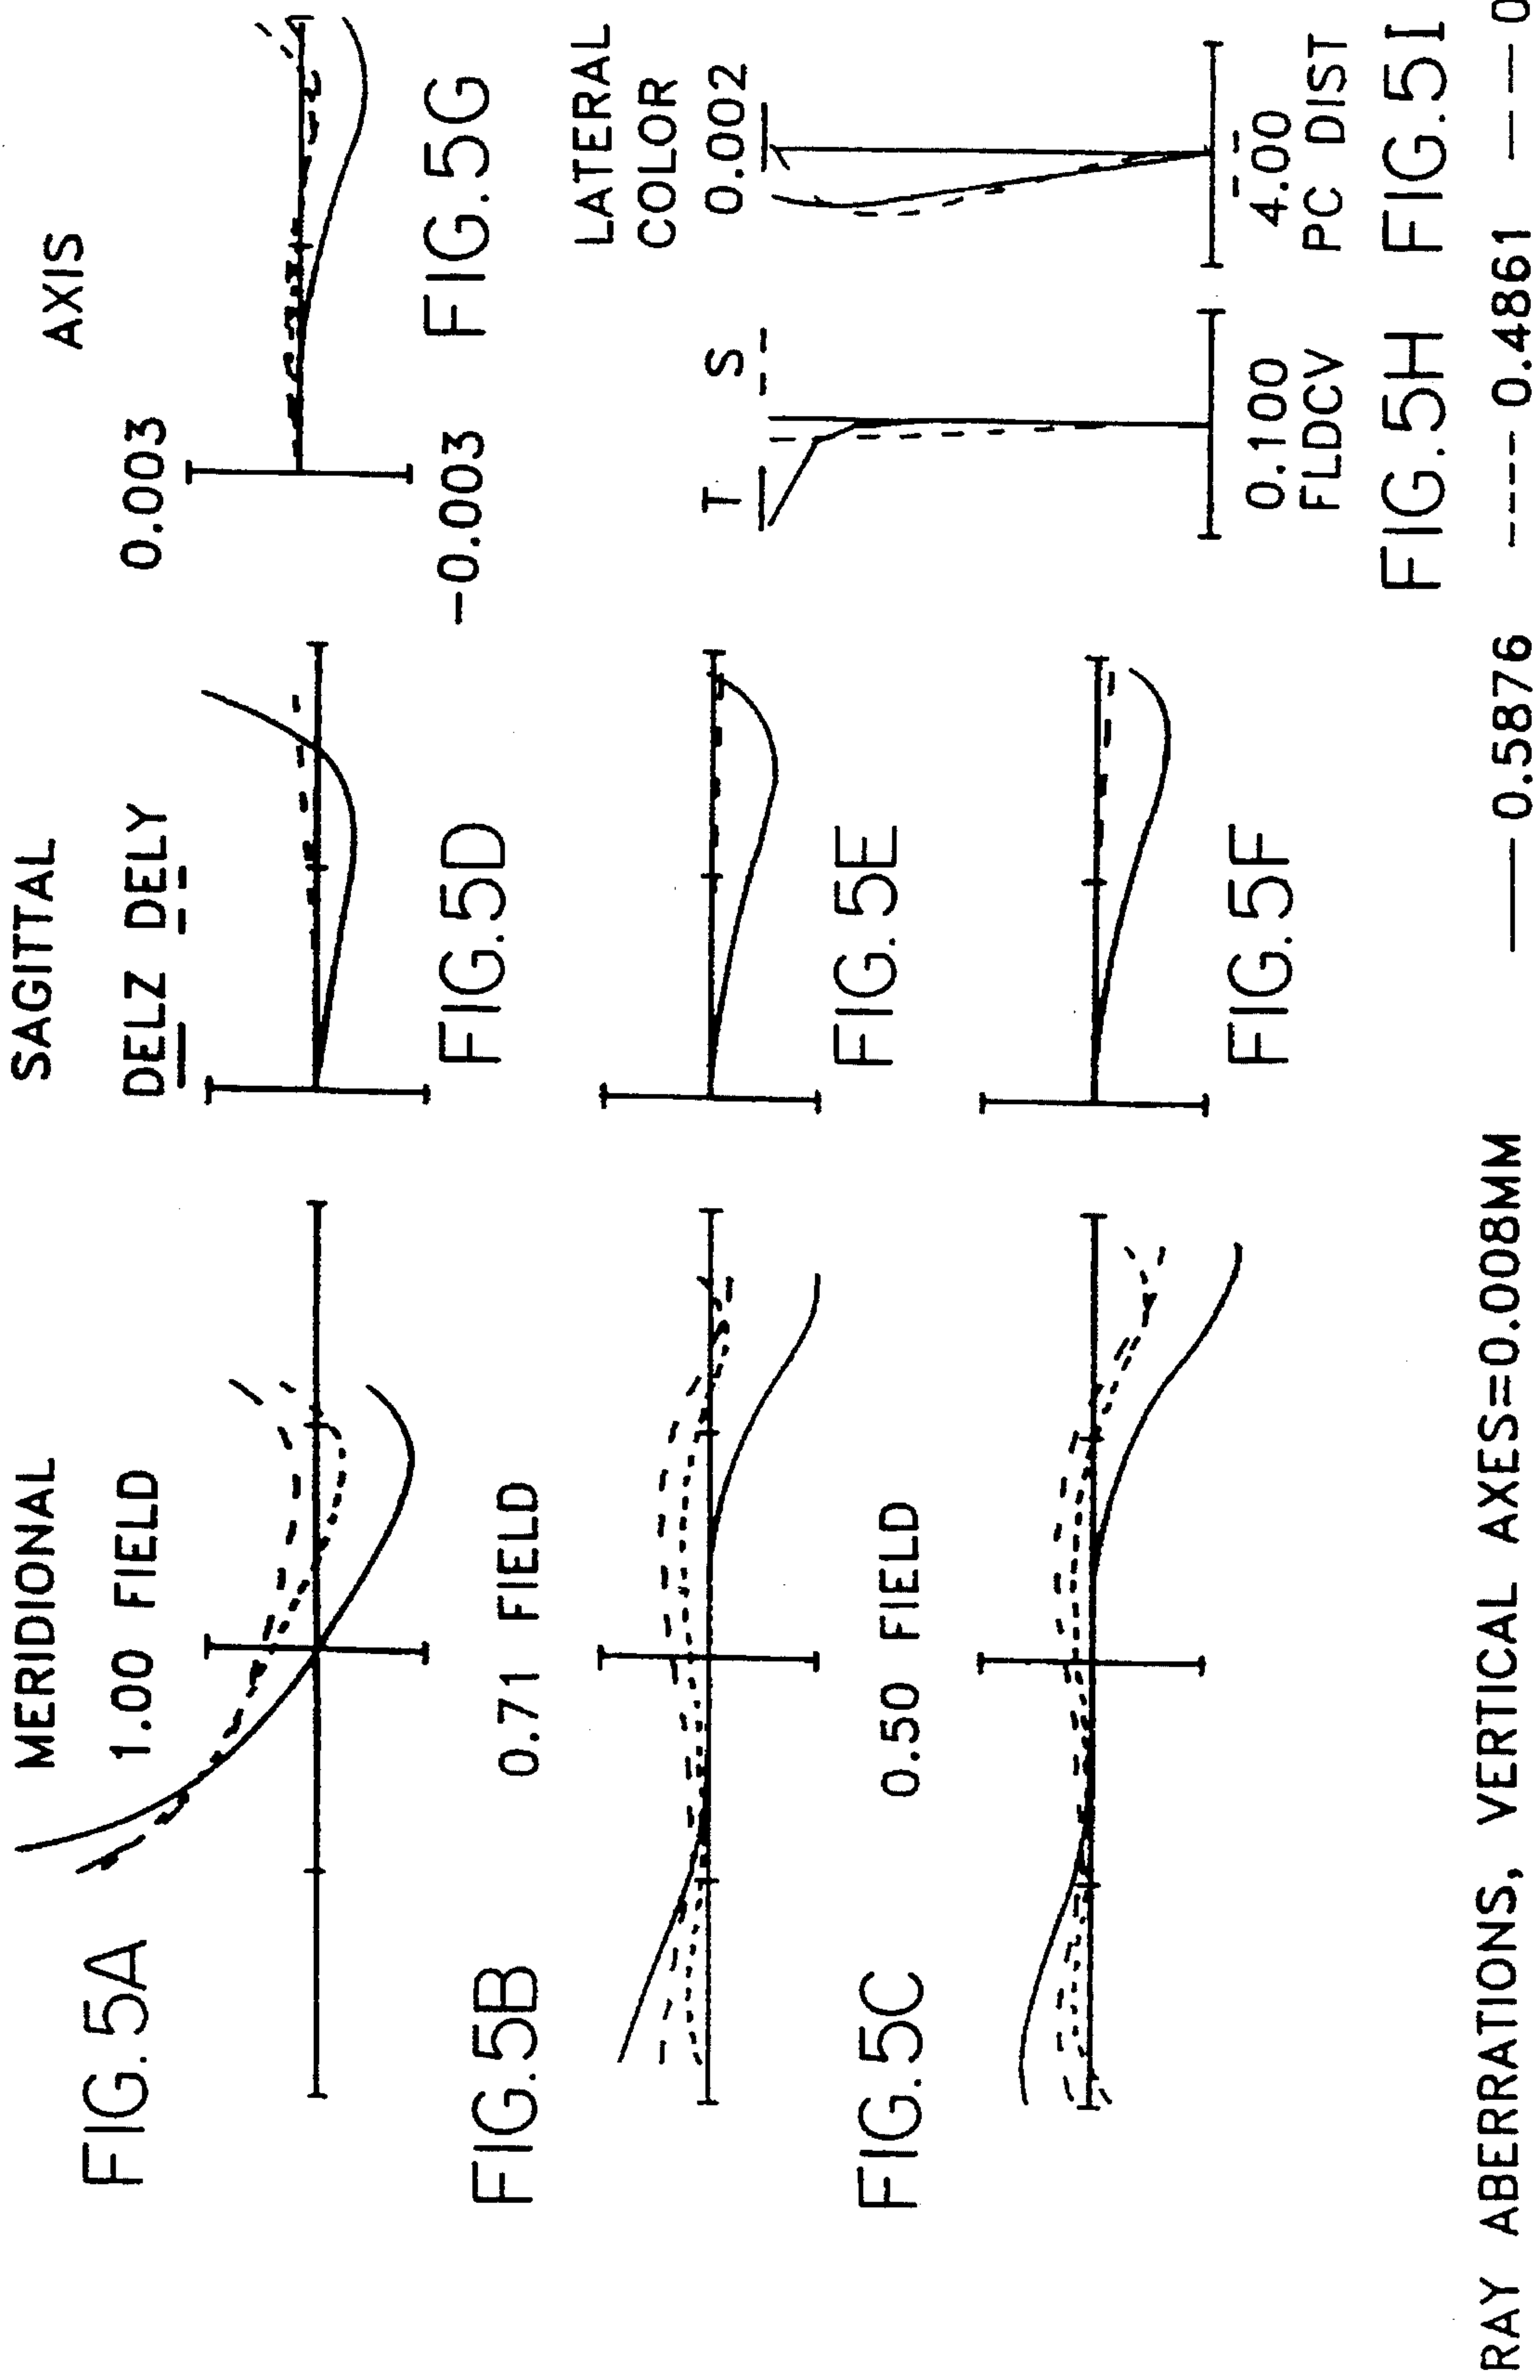 MERIDIONAL
SAGITTAL
AXIS
FIG.5A
1.00 FIELD
DELZ DELY
0.003
-0.003
FIG.5D
FIG.5G
FIG.5B
0.71 FIELD
FIG.5E
LATERAL
COLOR
T
S
0.002
FIG.5C
0.50 FIELD
FIG.5F
0.100
FLDCV
4.00
PC DIST
FIG.5H
FIG.5I
RAY ABERRATIONS, VERTICAL AXES=0.008MM
0.5876
0.4861